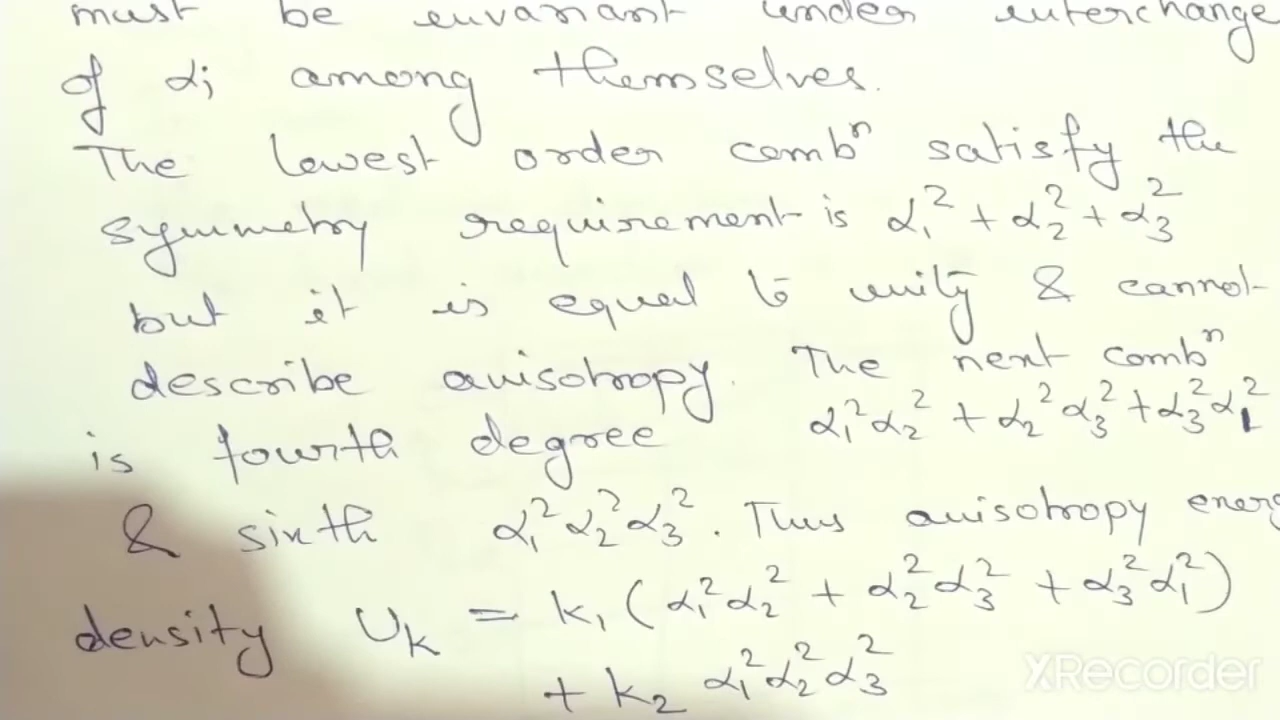 must be invariant under interchange
of αi among themselves.
The lowest order combⁿ satisfy the
symmetry requirement is α₁² + α₂² + α₃²
but it is equal to unity & cannot
describe anisotropy. The next combⁿ
is fourth degree α₁²α₂² + α₂²α₃² + α₃²α₁²
& sixth α₁²α₂²α₃². Thus anisotropy energ
density U_k = k₁(α₁²α₂² + α₂²α₃² + α₃²α₁²)
+ k₂ α₁²α₂²α₃²
XRecorder